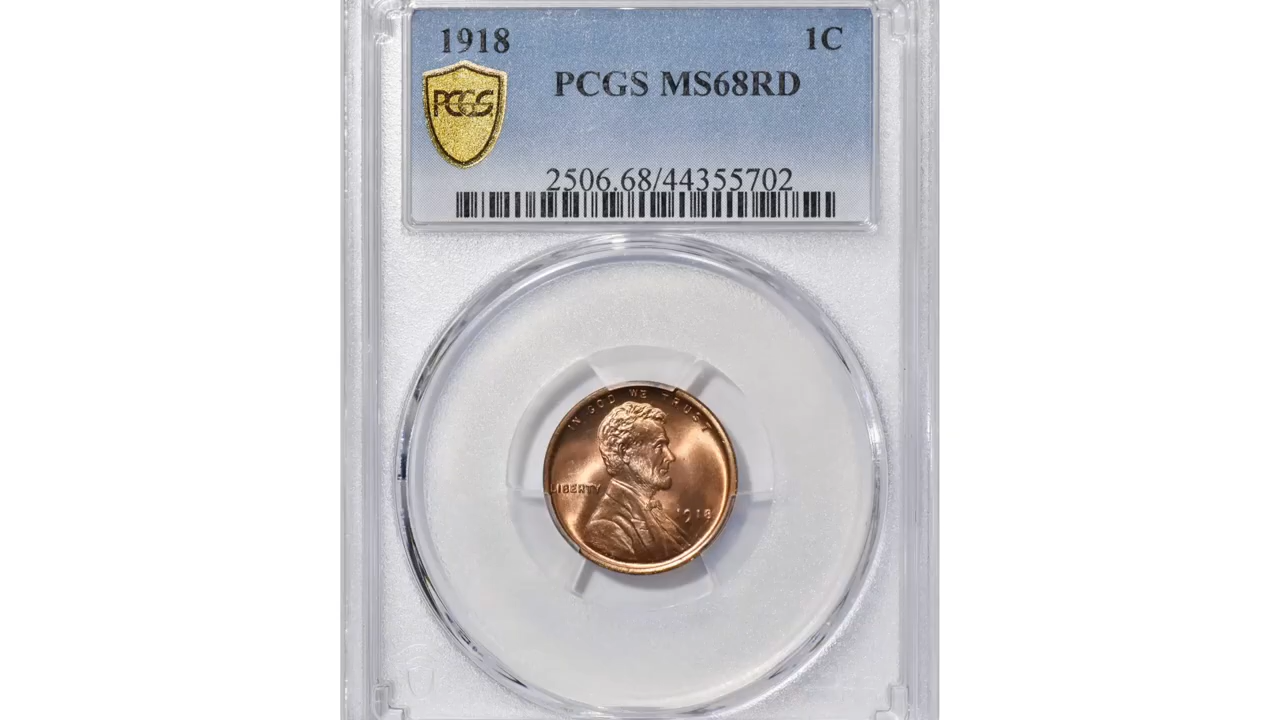 1918 1C
PCGS MS68RD
PCGS
2506.68/44355702
IN GOD WE TRUST
LIBERTY
1918